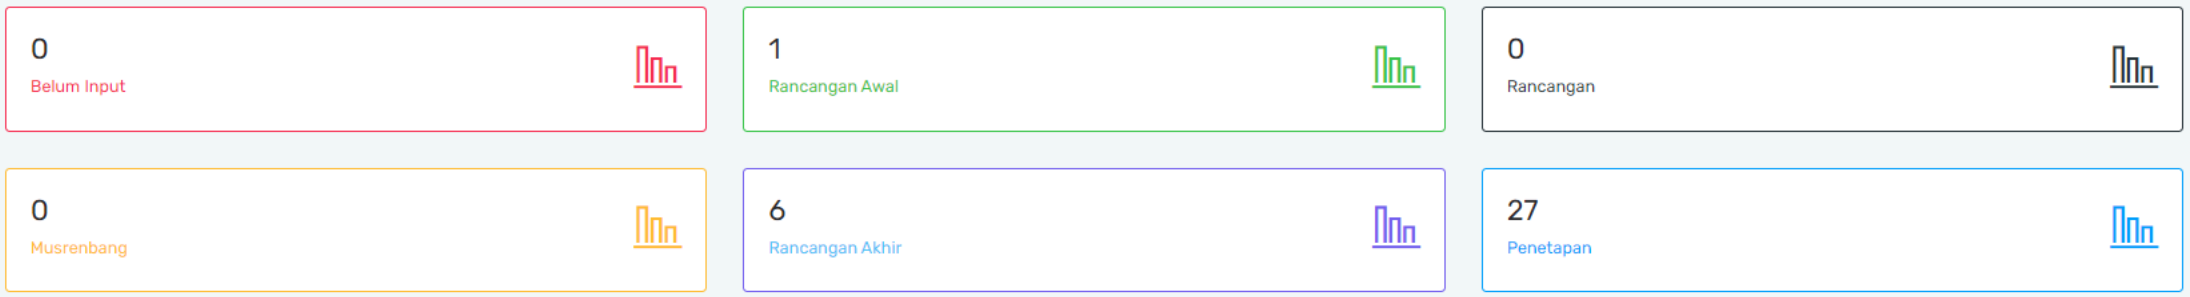 0
Belum Input
1
Rancangan Awal
0
Rancangan
0
Musrenbang
6
Rancangan Akhir
27
Penetapan